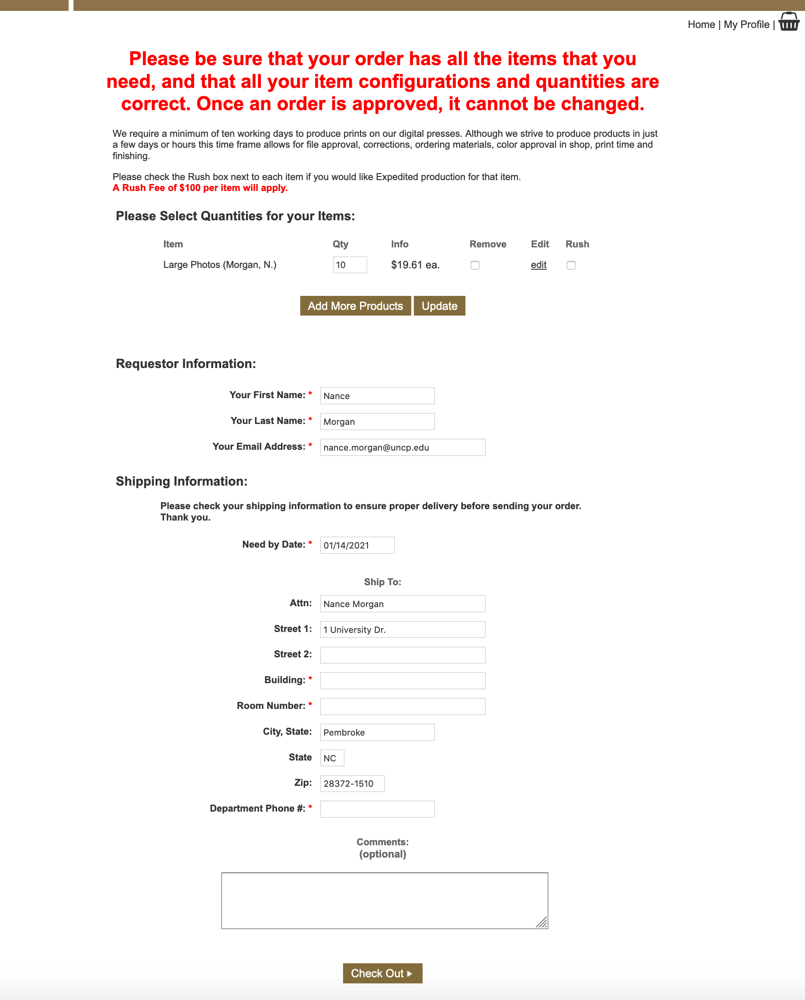 Home | My Profile |
Please be sure that your order has all the items that you
need, and that all your item configurations and quantities are
correct. Once an order is approved, it cannot be changed.
We require a minimum of ten working days to produce prints on our digital presses. Although we strive to produce products in just
a few days or hours this time frame allows for file approval, corrections, ordering materials, color approval in shop, print time and
finishing.
Please check the Rush box next to each item if you would like Expedited production for that item.
A Rush Fee of $100 per item will apply.
Please Select Quantities for your Items:
Item Qty Info Remove Edit Rush
Large Photos (Morgan, N.) 10 $19.61 ea. edit
Add More Products Update
Requestor Information:
Your First Name: * Nance
Your Last Name: * Morgan
Your Email Address: * nance.morgan@uncp.edu
Shipping Information:
Please check your shipping information to ensure proper delivery before sending your order.
Thank you.
Need by Date: * 01/14/2021
Ship To:
Attn: Nance Morgan
Street 1: 1 University Dr.
Street 2:
Building: *
Room Number: *
City, State: Pembroke
State NC
Zip: 28372-1510
Department Phone #: *
Comments:
(optional)
Check Out